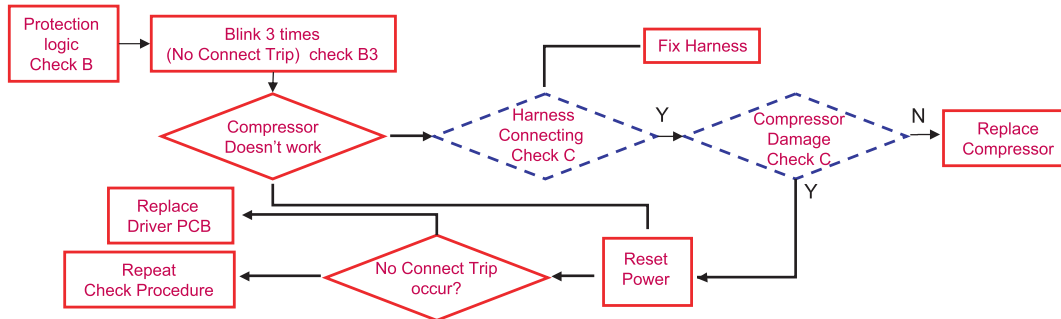 Protection
logic
Check B
Blink 3 times
(No Connect Trip) check B3
Fix Harness
Compressor
Doesn't work
Harness
Connecting
Check C
Y
Compressor
Damage
Check C
N
Replace
Compressor
Y
Replace
Driver PCB
Repeat
Check Procedure
No Connect Trip
occur?
Reset
Power